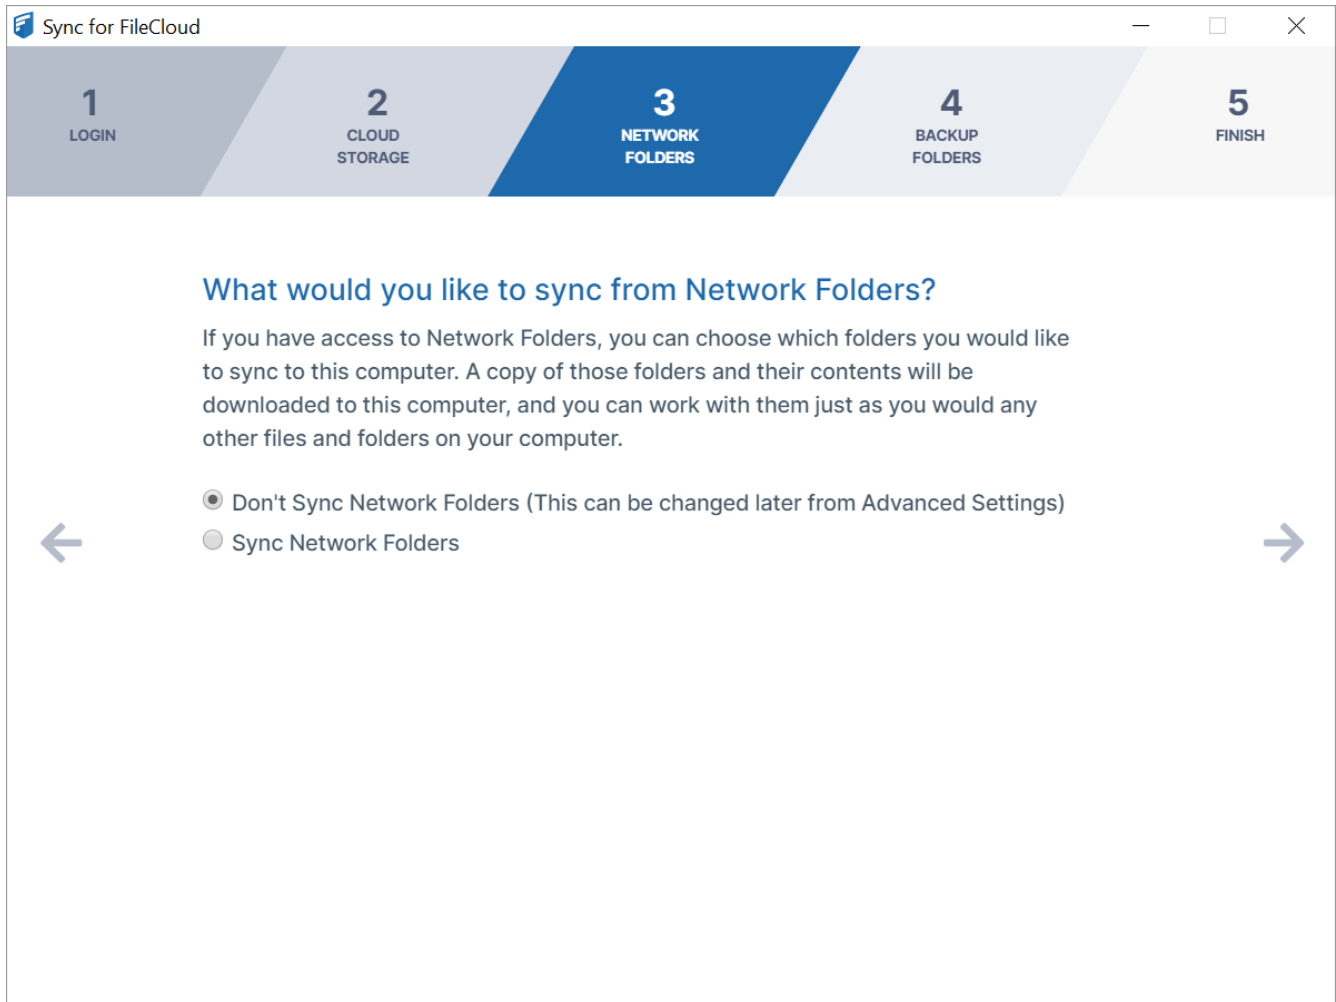 Sync for FileCloud
1
LOGIN
2
CLOUD
STORAGE
3
NETWORK
FOLDERS
4
BACKUP
FOLDERS
5
FINISH
What would you like to sync from Network Folders?
If you have access to Network Folders, you can choose which folders you would like
to sync to this computer. A copy of those folders and their contents will be
downloaded to this computer, and you can work with them just as you would any
other files and folders on your computer.
Don't Sync Network Folders (This can be changed later from Advanced Settings)
Sync Network Folders